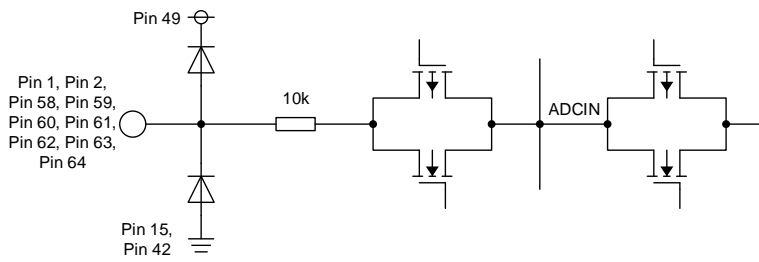 Pin 49
Pin 1, Pin 2,
Pin 58, Pin 59,
Pin 60, Pin 61,
Pin 62, Pin 63,
Pin 64
10k
ADCIN
Pin 15,
Pin 42